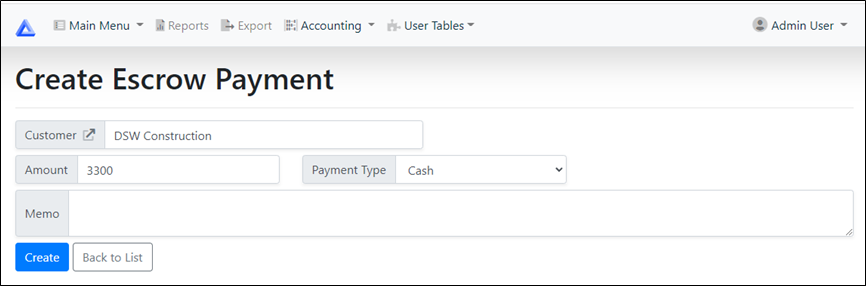 Main Menu Reports Export Accounting User Tables Admin User
Create Escrow Payment
Customer DSW Construction
Amount 3300 Payment Type Cash
Memo
Create Back to List